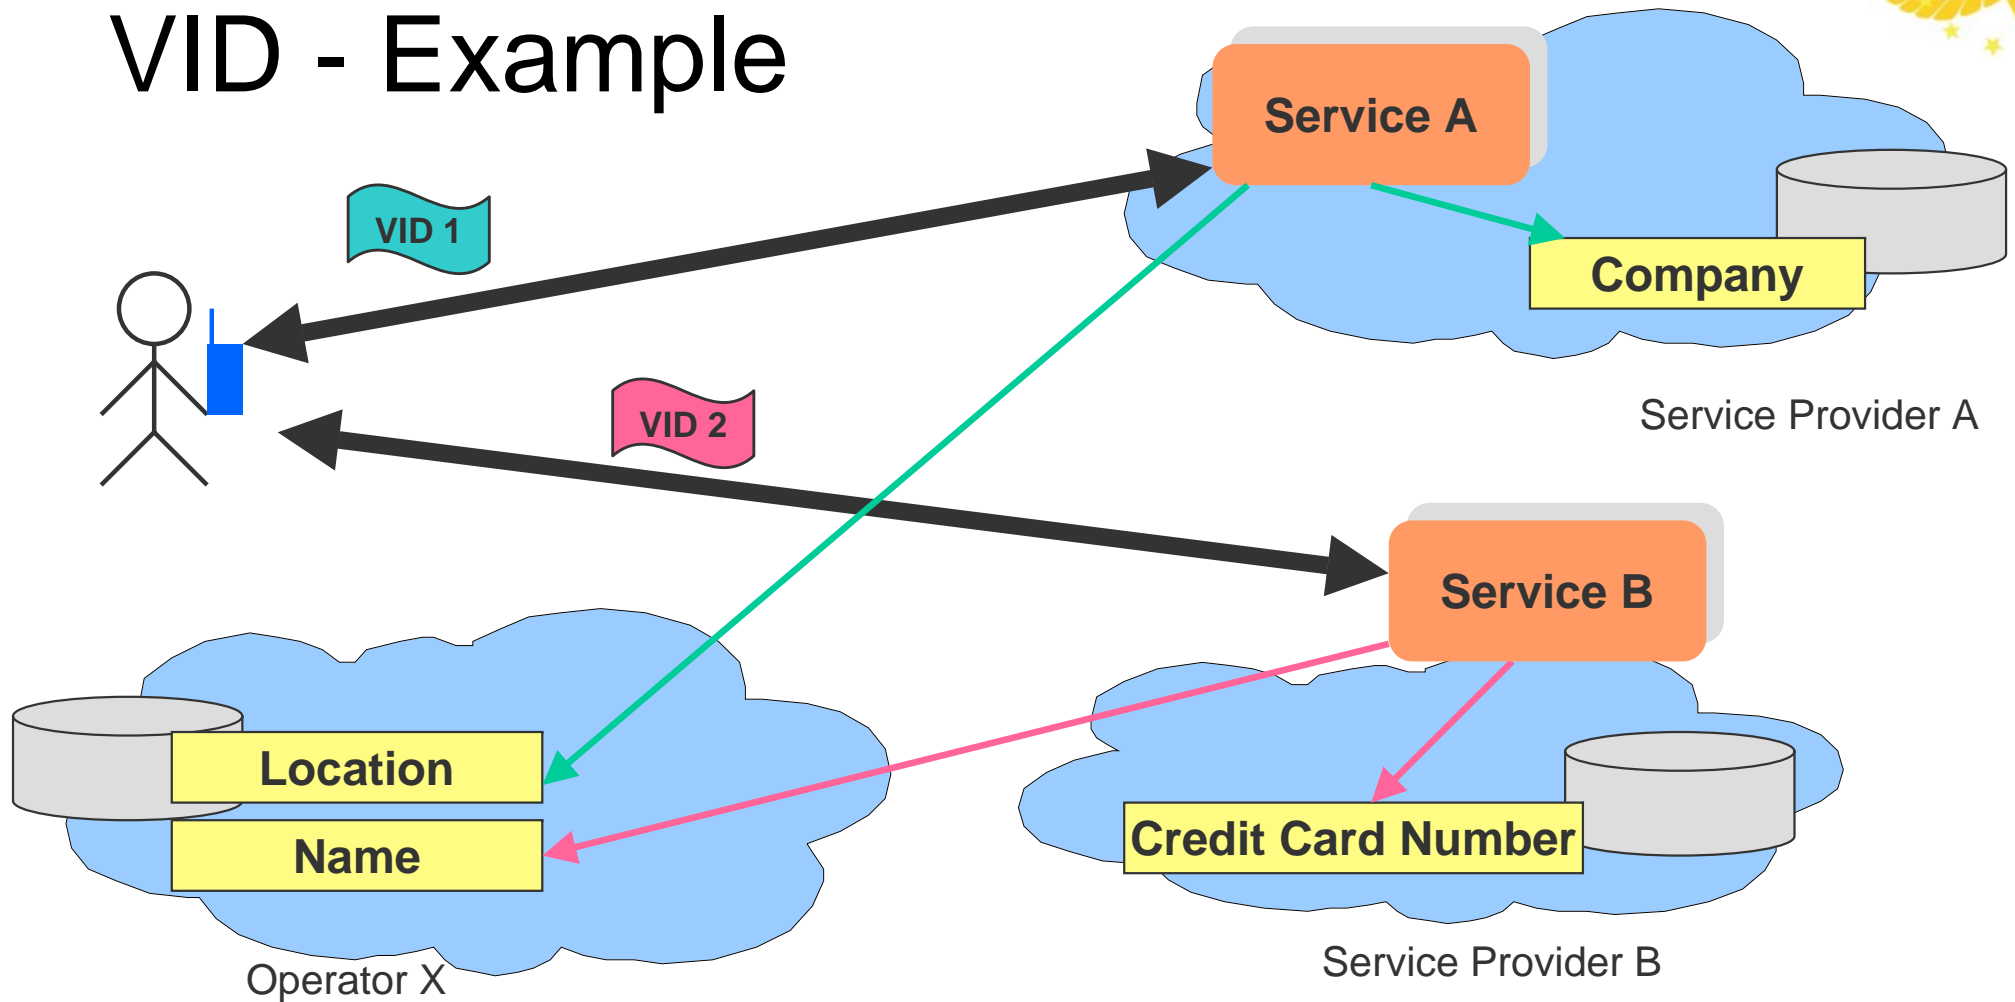 VID - Example
Service A
VID 1
Company
VID 2
Service Provider A
Service B
Location
Name
Credit Card Number
Operator X
Service Provider B